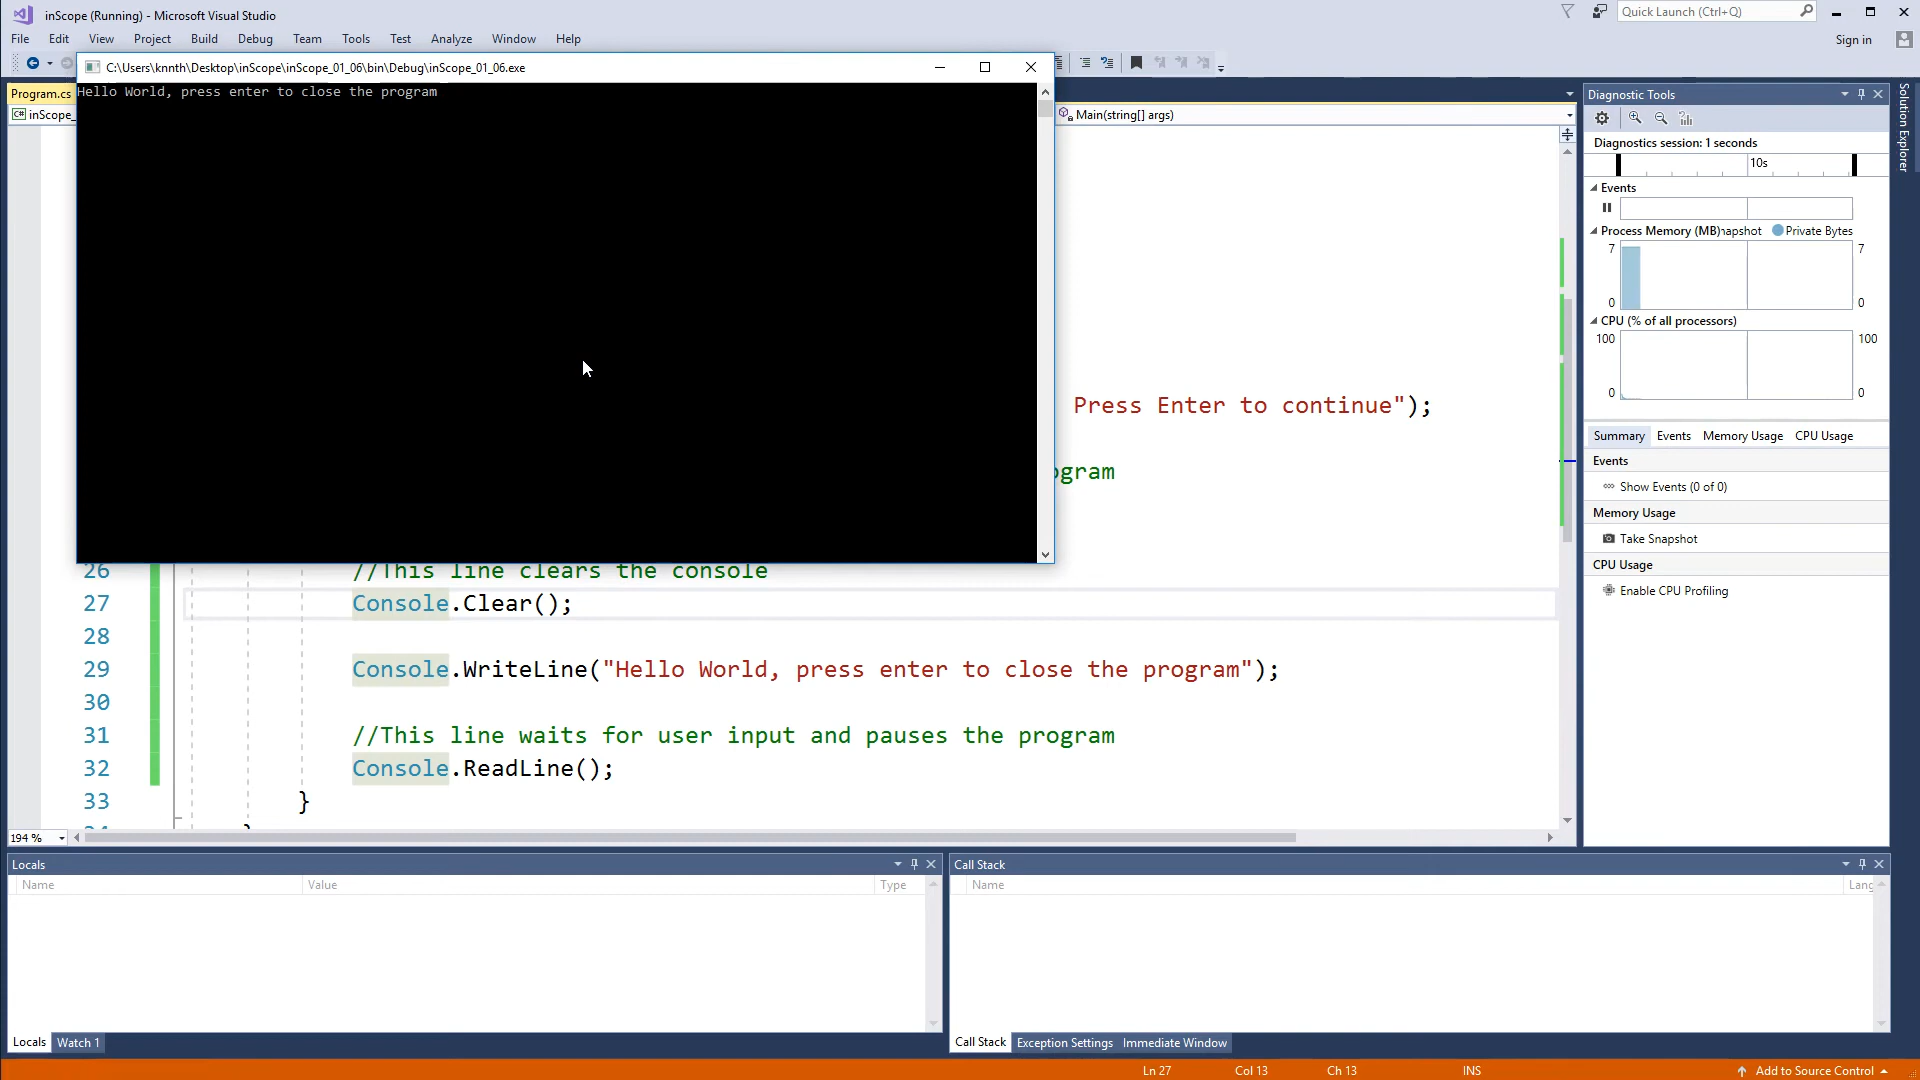 inScope (Running) - Microsoft Visual Studio
Quick Launch (Ctrl+Q)
File Edit View Project Build Debug Team Tools Test Analyze Window Help
Sign in
C:\Users\knnth\Desktop\inScope\inScope_01_06\bin\Debug\inScope_01_06.exe
Program.cs
Hello World, press enter to close the program
inScope_
Main(string[] args)
Press Enter to continue");
ogram
26 //This line clears the console
27 Console.Clear();
28
29 Console.WriteLine("Hello World, press enter to close the program");
30
31 //This line waits for user input and pauses the program
32 Console.ReadLine();
33 }
194 %
Diagnostic Tools
Diagnostics session: 1 seconds
10s
Events
Process Memory (MB) napshot Private Bytes
7 7
0 0
CPU (% of all processors)
100 100
0 0
Summary Events Memory Usage CPU Usage
Events
Show Events (0 of 0)
Memory Usage
Take Snapshot
CPU Usage
Enable CPU Profiling
Solution Explorer
Locals
Name Value Type
Locals Watch 1
Call Stack
Name Lang
Call Stack Exception Settings Immediate Window
Ln 27 Col 13 Ch 13 INS Add to Source Control